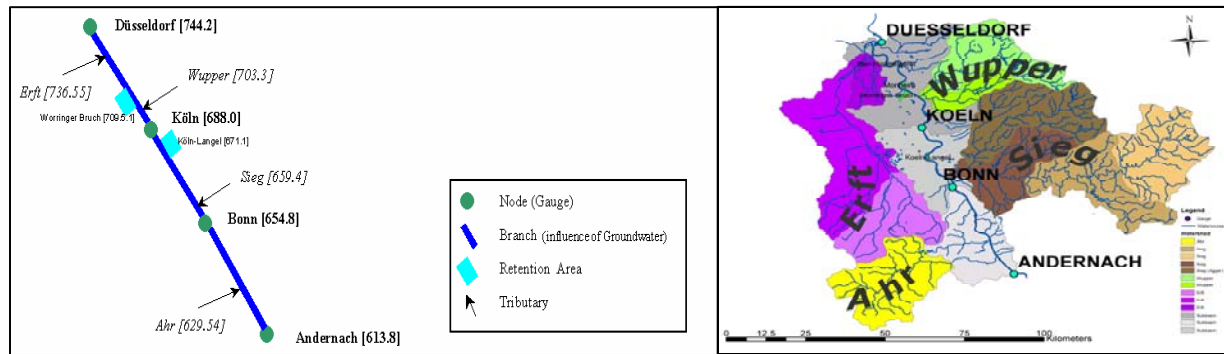 Düsseldorf [744.2]
Wupper [703.3]
Erft [736.55]
Worringer Bruch [709.5.1]
Köln [688.0]
Köln-Langel [671.1]
Sieg [659.4]
Bonn [654.8]
Ahr [629.54]
Andernach [613.8]
Node (Gauge)
Branch (influence of Groundwater)
Retention Area
Tributary
N
DUESSELDORF
Wupper
KOELN
Sieg
BONN
Erft
ANDERNACH
Ahr
Legend
0 12.5 25 50 75 100
Kilometers